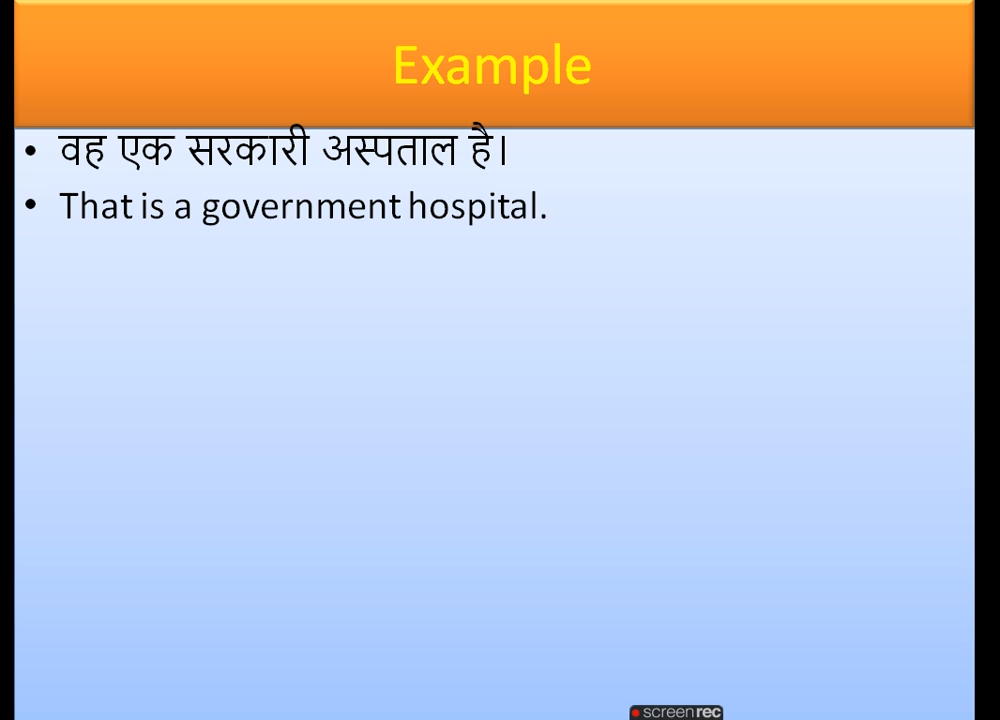 Example
• वह एक सरकारी अस्पताल है।
• That is a government hospital.
screenrec